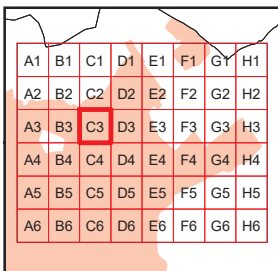 A1 B1 C1 D1 E1 F1 G1 H1
A2 B2 C2 D2 E2 F2 G2 H2
A3 B3 C3 D3 E3 F3 G3 H3
A4 B4 C4 D4 E4 F4 G4 H4
A5 B5 C5 D5 E5 F5 G5 H5
A6 B6 C6 D6 E6 F6 G6 H6